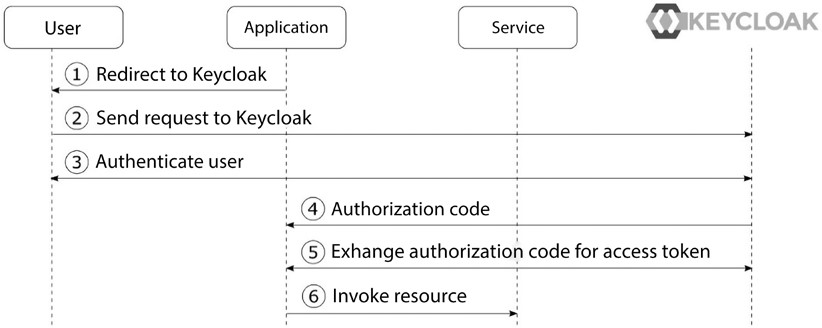 User
Application
Service
KEYCLOAK
1 Redirect to Keycloak
2 Send request to Keycloak
3 Authenticate user
4 Authorization code
5 Exhange authorization code for access token
6 Invoke resource